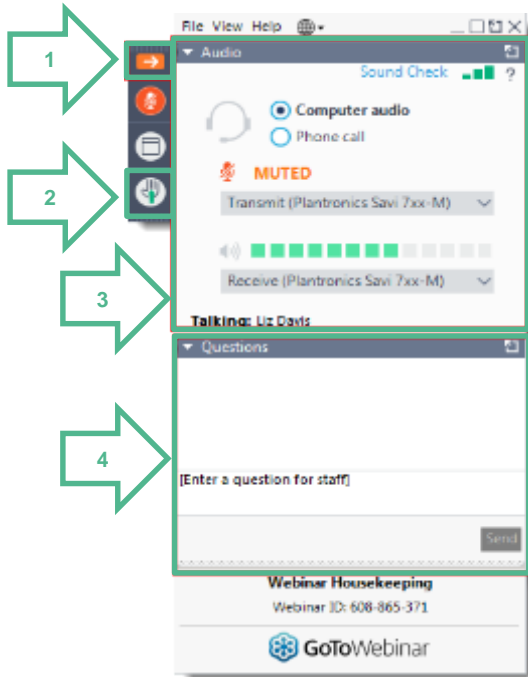 File View Help
1
Audio
Sound Check ?
Computer audio
Phone call
MUTED
2
Transmit (Plantronics Savi 7xx-M)
3
Receive (Plantronics Savi 7xx-M)
Talking: Liz Davis
Questions
4
[Enter a question for staff]
Send
Webinar Housekeeping
Webinar ID: 608-865-371
GoToWebinar